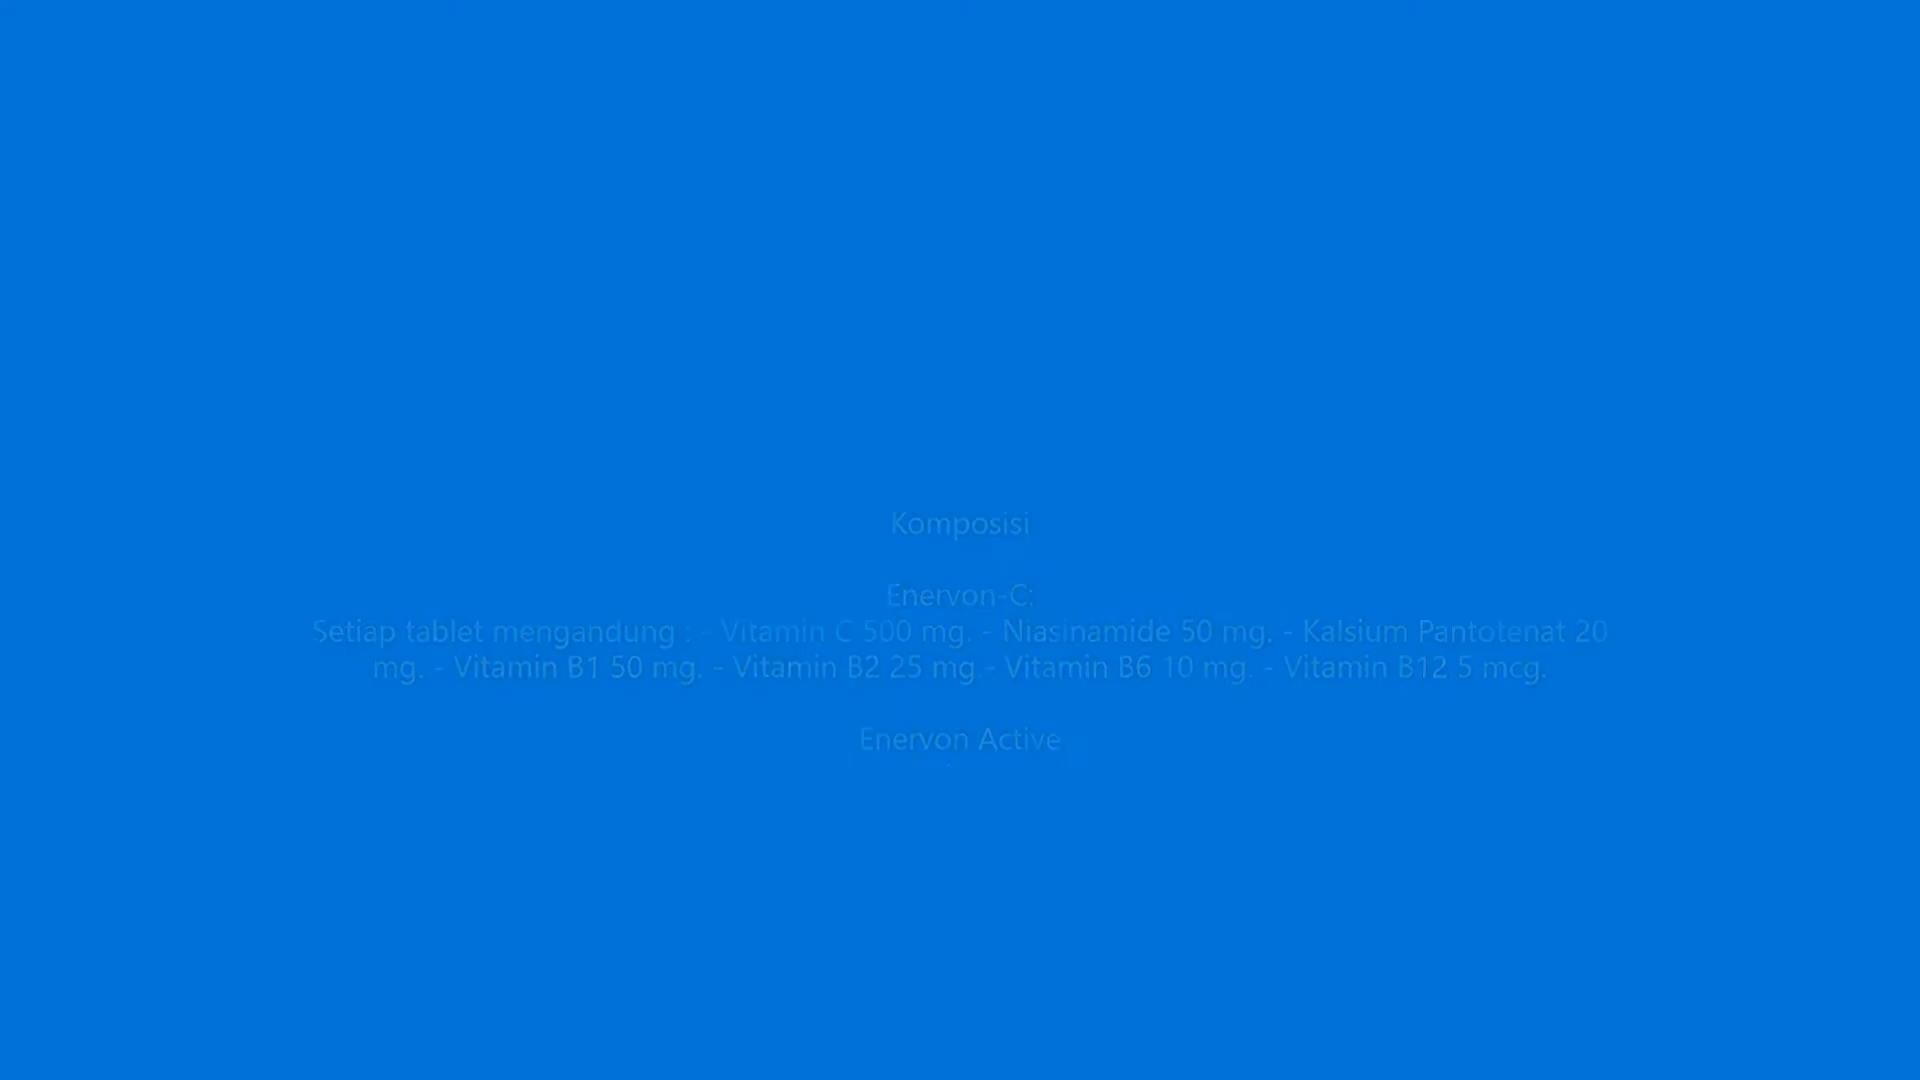 Komposisi
Enervon-C:
Setiap tablet mengandung : - Vitamin C 500 mg. - Niasinamide 50 mg. - Kalsium Pantotenat 20
mg. - Vitamin B1 50 mg. - Vitamin B2 25 mg.- Vitamin B6 10 mg. - Vitamin B12 5 mcg.
Enervon Active